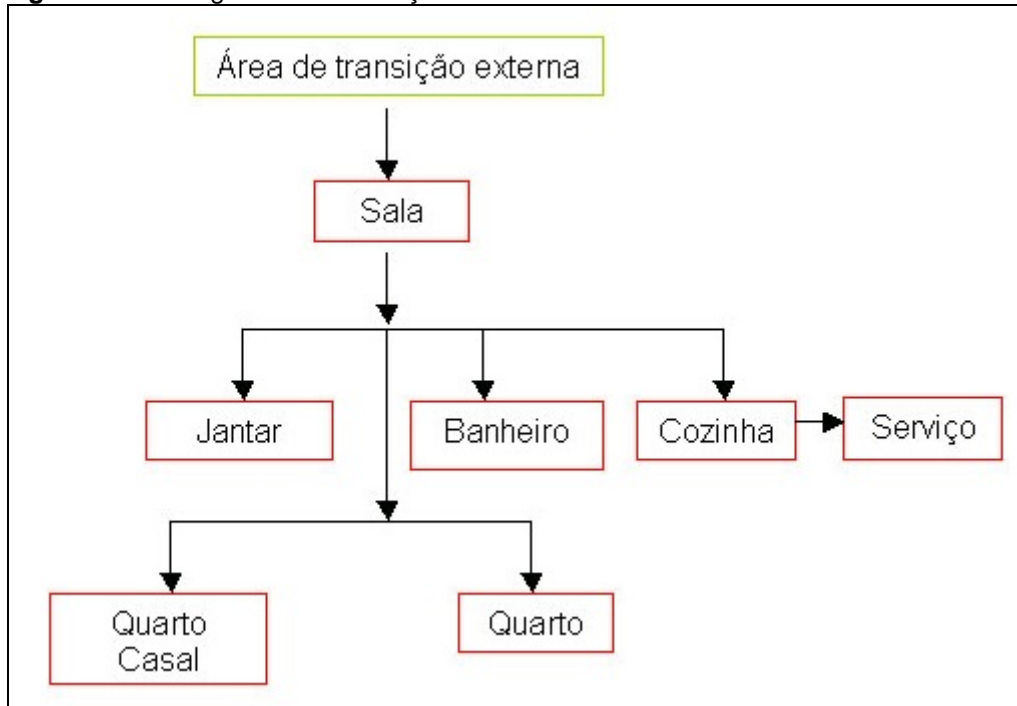 Área de transição externa
Sala
Jantar
Banheiro
Cozinha
Serviço
Quarto
Casal
Quarto